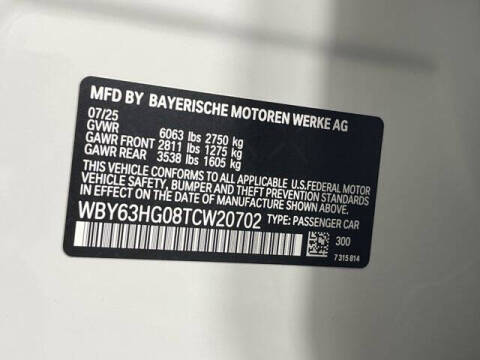 MFD BY BAYERISCHE MOTOREN WERKE AG
07/25
GVWR 6063 lbs 2750 kg
GAWR FRONT 2811 lbs 1275 kg
GAWR REAR 3538 lbs 1605 kg
THIS VEHICLE CONFORMS TO ALL APPLICABLE U.S. FEDERAL MOTOR
VEHICLE SAFETY, BUMPER AND THEFT PREVENTION STANDARDS
IN EFFECT ON THE DATE OF MANUFACTURE SHOWN ABOVE.
WBY63HG08TCW20702 TYPE: PASSENGER CAR
300
7 315 814